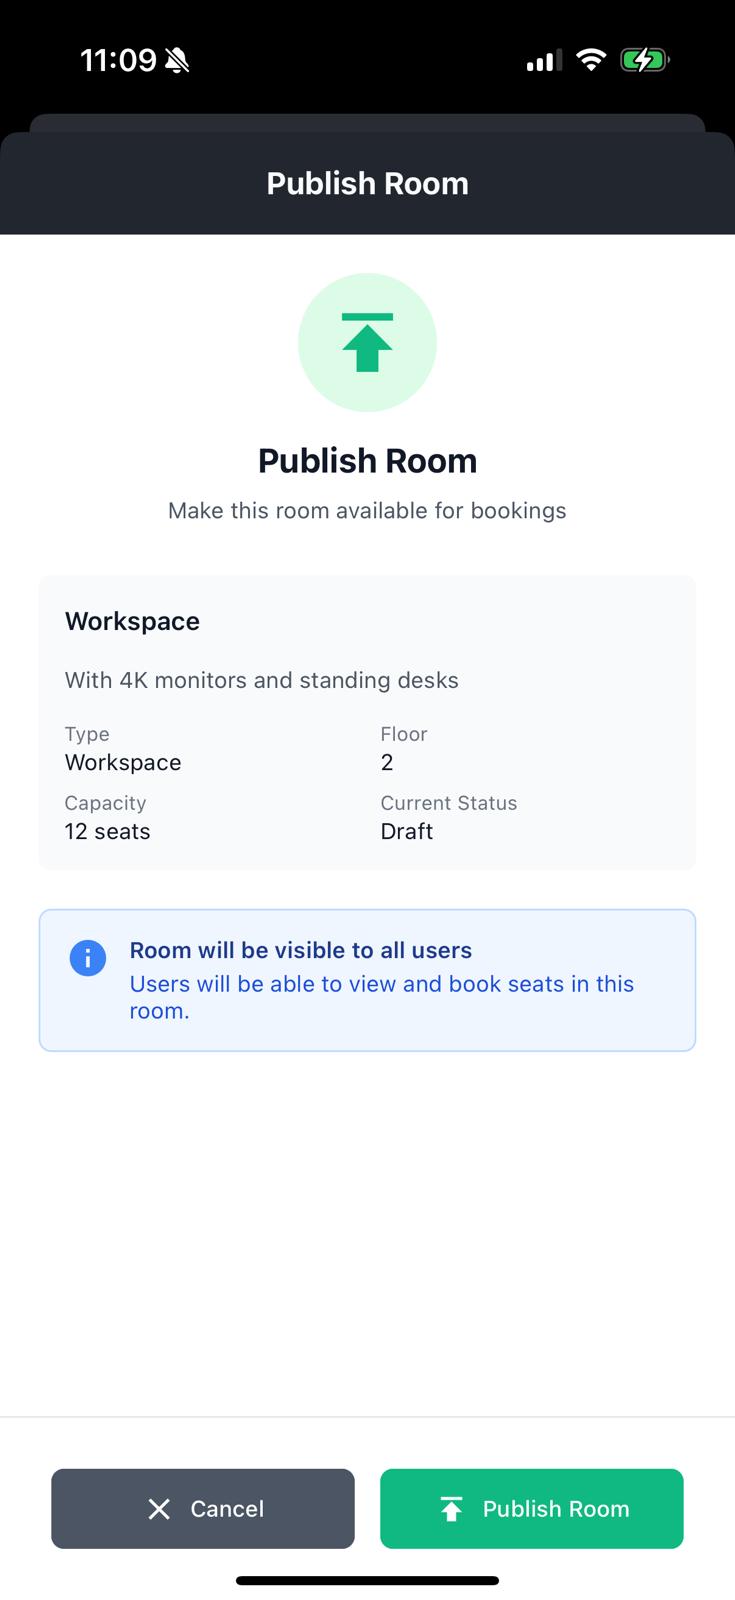 11:09
Publish Room
Publish Room
Make this room available for bookings
Workspace
With 4K monitors and standing desks
Type
Workspace
Floor
2
Capacity
12 seats
Current Status
Draft
Room will be visible to all users
Users will be able to view and book seats in this
room.
Cancel
Publish Room